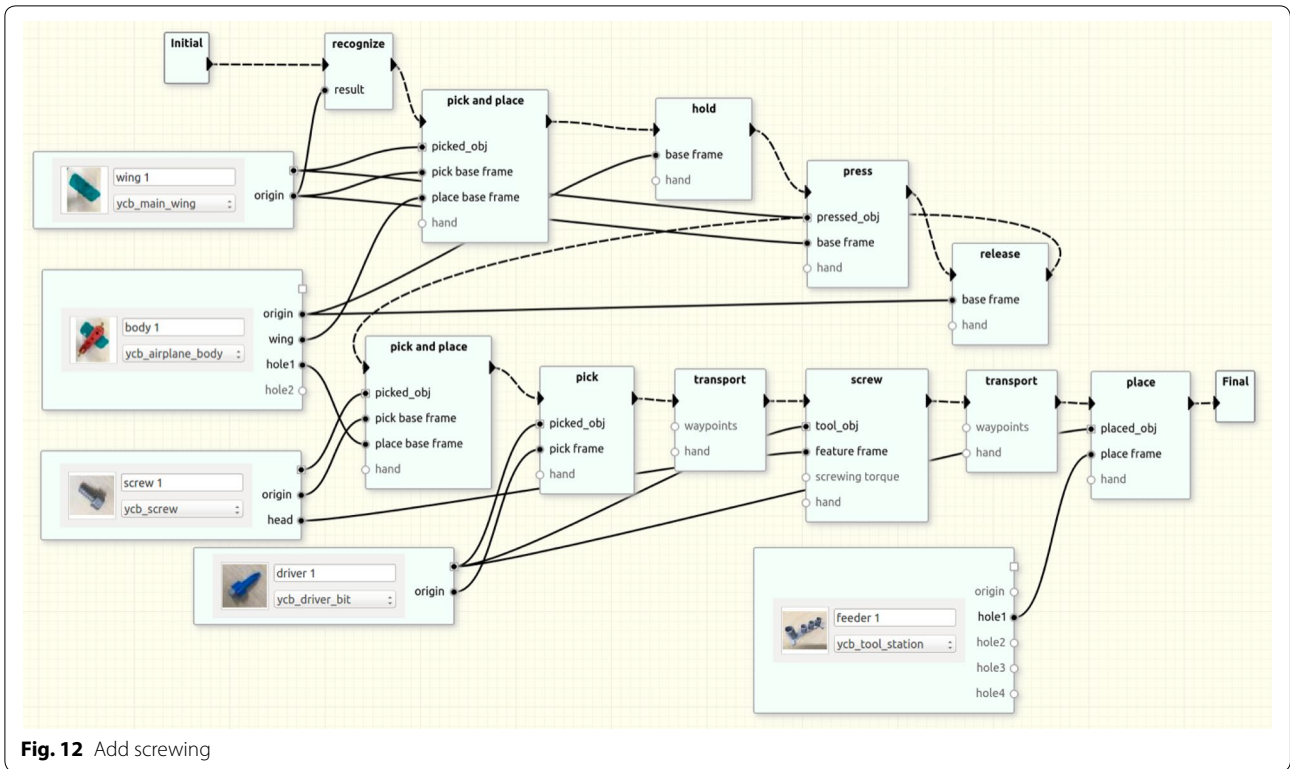 Initial
recognize
result
pick and place
picked_obj
pick base frame
place base frame
hand
hold
base frame
hand
press
pressed_obj
base frame
hand
release
base frame
hand
wing 1
ycb_main_wing
origin
body 1
ycb_airplane_body
origin
wing
hole1
hole2
pick and place
picked_obj
pick base frame
place base frame
hand
pick
picked_obj
pick frame
hand
transport
waypoints
hand
screw
tool_obj
feature frame
screwing torque
hand
transport
waypoints
hand
place
placed_obj
place frame
hand
Final
screw 1
ycb_screw
origin
head
driver 1
ycb_driver_bit
origin
feeder 1
ycb_tool_station
origin
hole1
hole2
hole3
hole4
Fig. 12 Add screwing